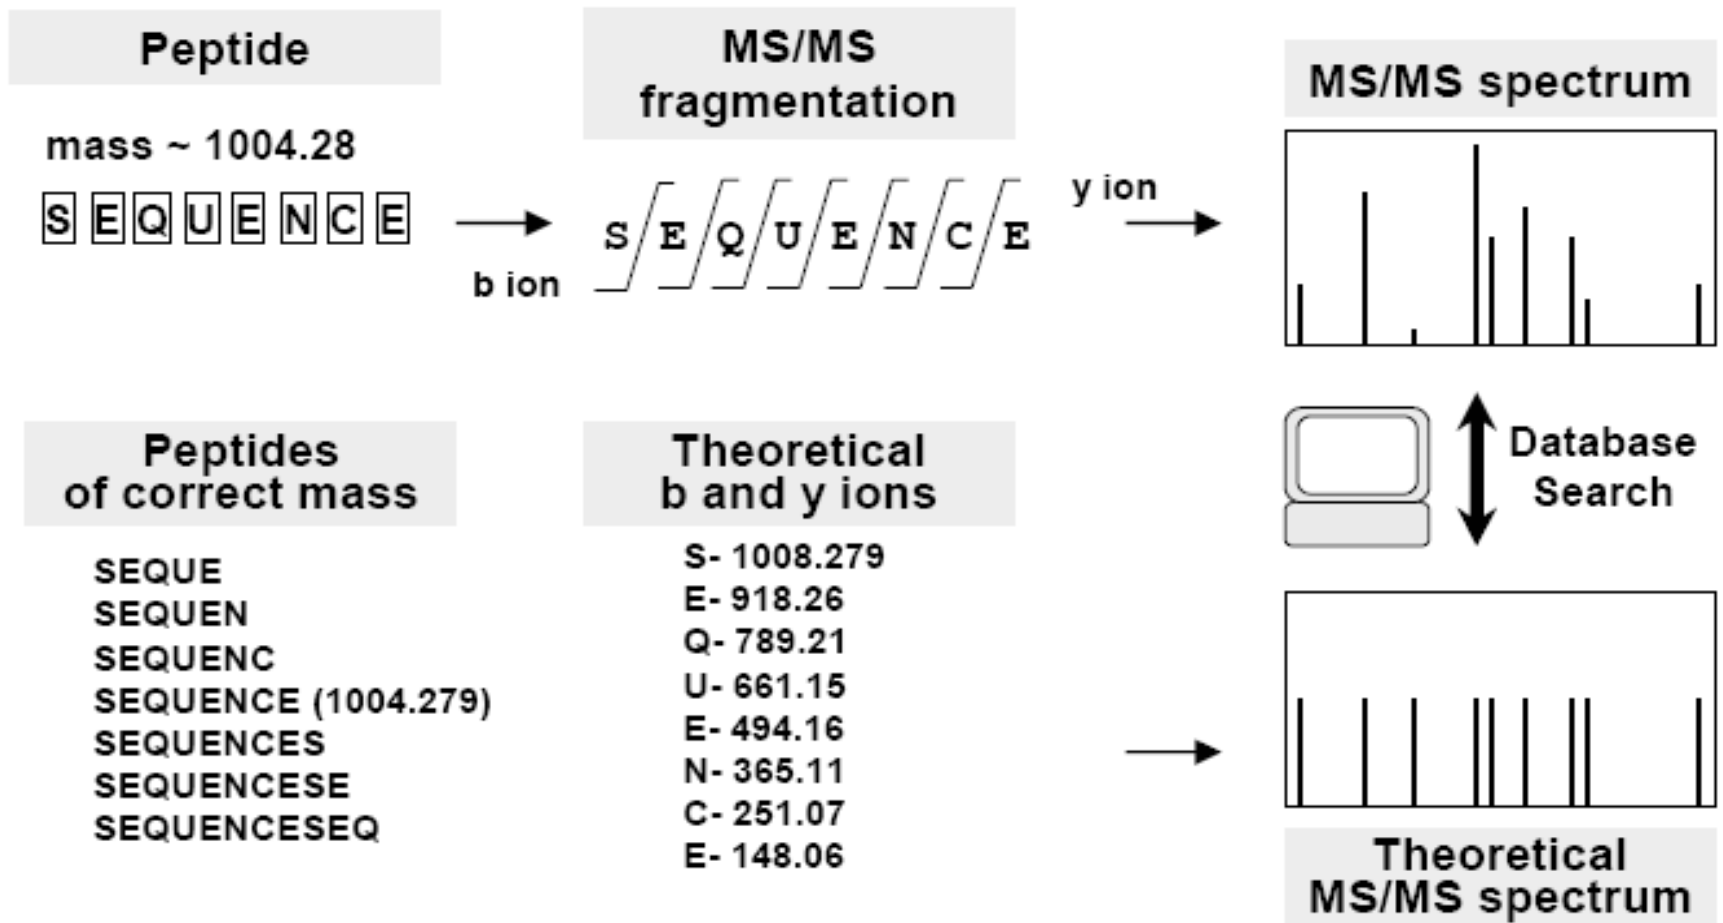 Peptide
mass ~ 1004.28
S E Q U E N C E
MS/MS
fragmentation
y ion
S E Q U E N C E
b ion
MS/MS spectrum
Database
Search
Peptides
of correct mass
SEQUE
SEQUEN
SEQUENC
SEQUENCE (1004.279)
SEQUENCES
SEQUENCESE
SEQUENCESEQ
Theoretical
b and y ions
S- 1008.279
E- 918.26
Q- 789.21
U- 661.15
E- 494.16
N- 365.11
C- 251.07
E- 148.06
Theoretical
MS/MS spectrum